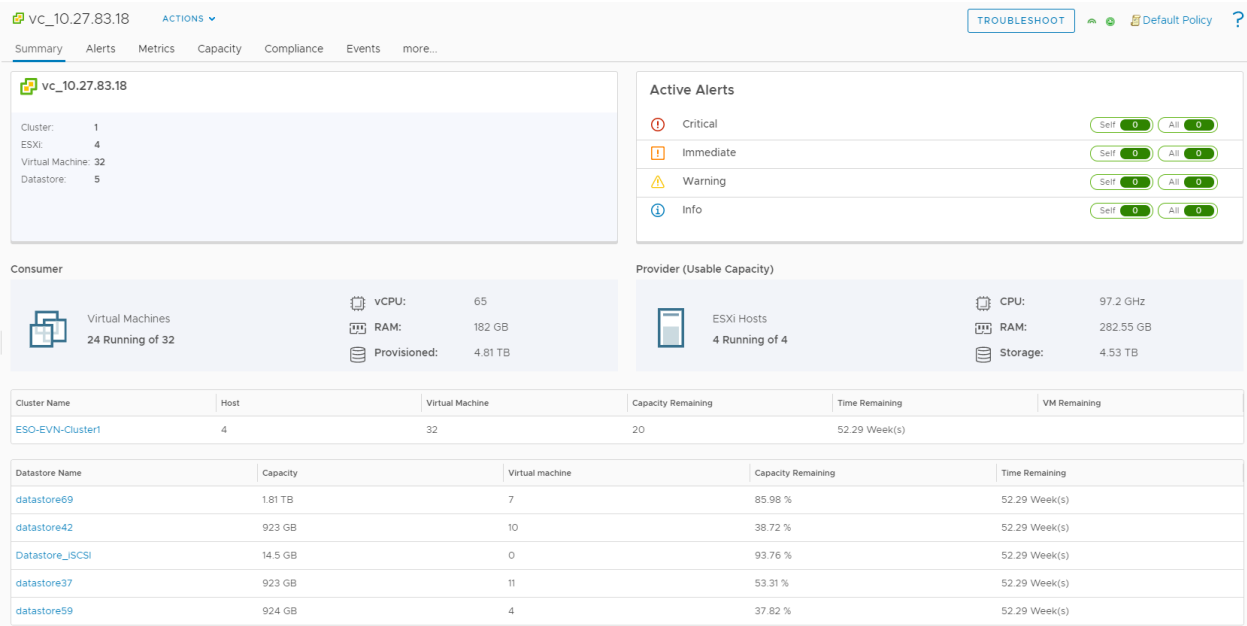 vc_10.27.83.18 ACTIONS TROUBLESHOOT Default Policy ?
Summary Alerts Metrics Capacity Compliance Events more...
vc_10.27.83.18
Cluster: 1
ESXi: 4
Virtual Machine: 32
Datastore: 5
Active Alerts
Critical Self 0 All 0
Immediate Self 0 All 0
Warning Self 0 All 0
Info Self 0 All 0
Consumer
Virtual Machines
24 Running of 32
vCPU: 65
RAM: 182 GB
Provisioned: 4.81 TB
Provider (Usable Capacity)
ESXi Hosts
4 Running of 4
CPU: 97.2 GHz
RAM: 282.55 GB
Storage: 4.53 TB
Cluster Name Host Virtual Machine Capacity Remaining Time Remaining VM Remaining
ESO-EVN-Cluster1 4 32 20 52.29 Week(s)
Datastore Name Capacity Virtual machine Capacity Remaining Time Remaining
datastore69 1.81 TB 7 85.98 % 52.29 Week(s)
datastore42 923 GB 10 38.72 % 52.29 Week(s)
Datastore_iSCSI 14.5 GB 0 93.76 % 52.29 Week(s)
datastore37 923 GB 11 53.31 % 52.29 Week(s)
datastore59 924 GB 4 37.82 % 52.29 Week(s)